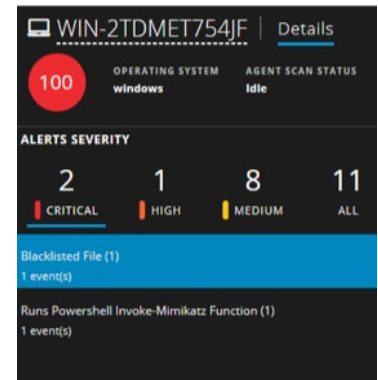 WIN-2TDMET754JF Details
100
OPERATING SYSTEM AGENT SCAN STATUS
windows Idle
ALERTS SEVERITY
2 1 8 11
CRITICAL HIGH MEDIUM ALL
Blacklisted File (1)
1 event(s)
Runs Powershell Invoke-Mimikatz Function (1)
1 event(s)